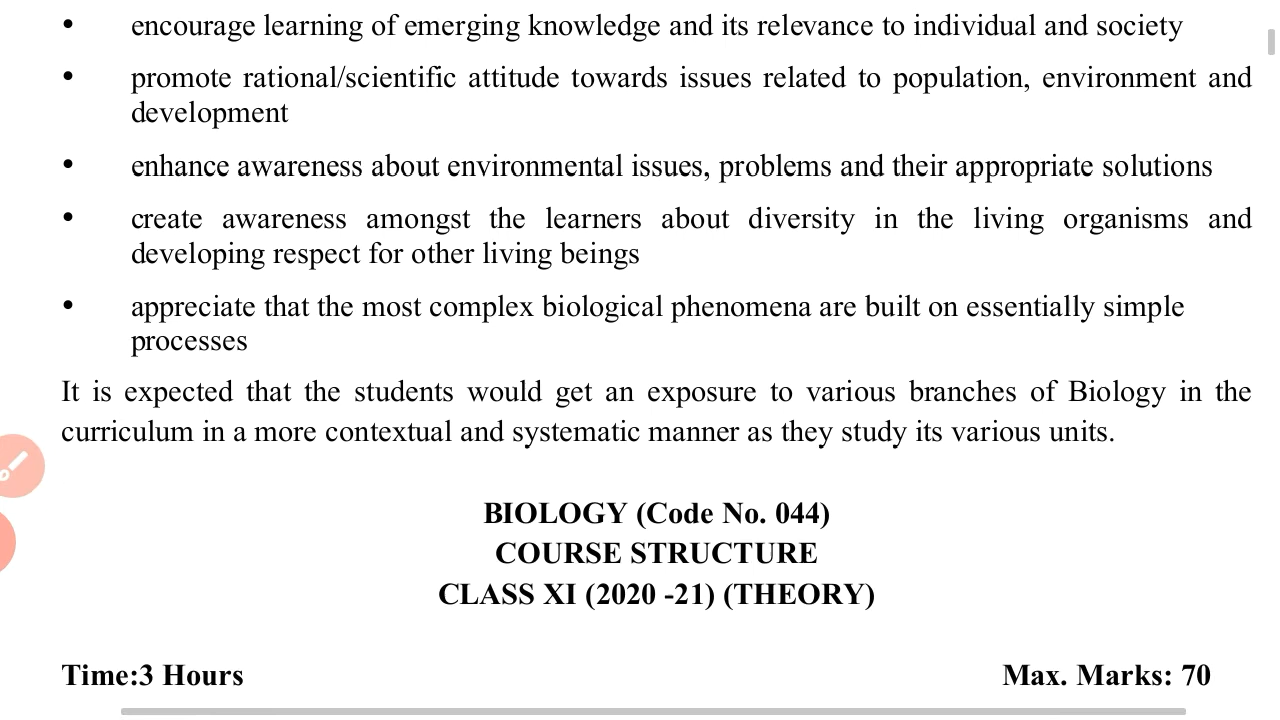 • encourage learning of emerging knowledge and its relevance to individual and society
• promote rational/scientific attitude towards issues related to population, environment and
development
• enhance awareness about environmental issues, problems and their appropriate solutions
• create awareness amongst the learners about diversity in the living organisms and
developing respect for other living beings
• appreciate that the most complex biological phenomena are built on essentially simple
processes
It is expected that the students would get an exposure to various branches of Biology in the
curriculum in a more contextual and systematic manner as they study its various units.
BIOLOGY (Code No. 044)
COURSE STRUCTURE
CLASS XI (2020 -21) (THEORY)
Time:3 Hours Max. Marks: 70